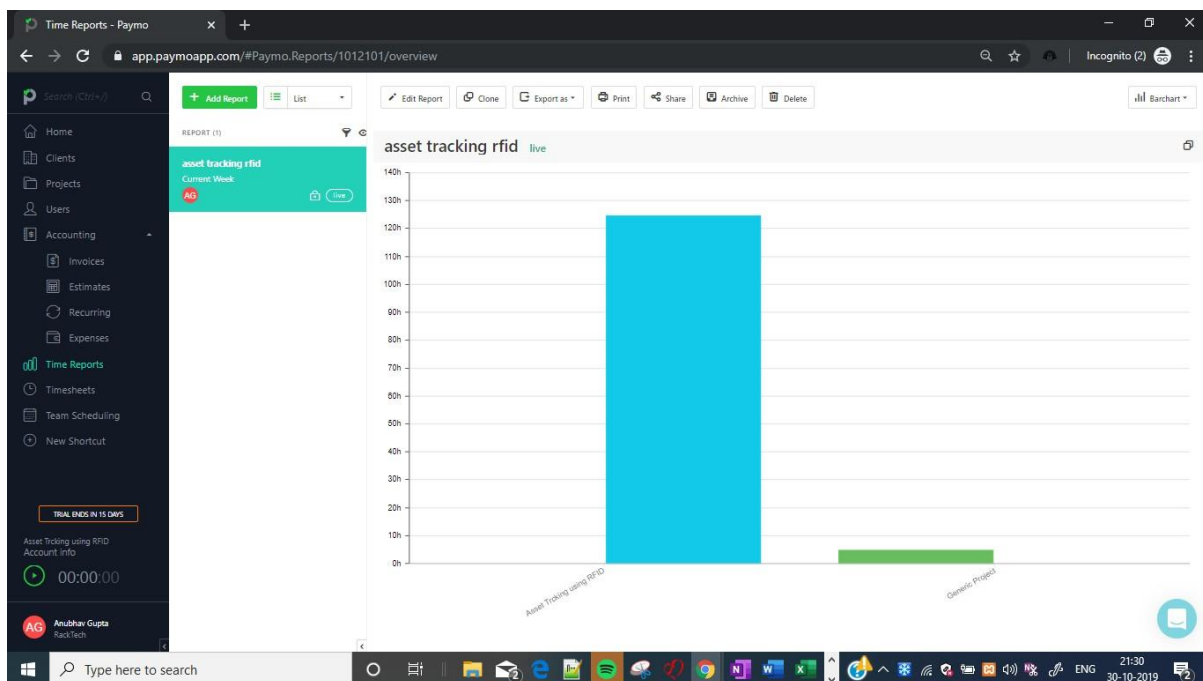 Time Reports - Paymo
app.paymoapp.com/#Paymo.Reports/1012101/overview
Incognito (2)
Search (Ctrl+/)
Home
Clients
Projects
Users
Accounting
Invoices
Estimates
Recurring
Expenses
Time Reports
Timesheets
Team Scheduling
New Shortcut
TRIAL ENDS IN 15 DAYS
Asset Trcking using RFID
Account info
00:00:00
AG
Anubhav Gupta
RackTech
Add Report
List
REPORT (1)
asset tracking rfid
Current Week
AG
live
Edit Report Clone Export as Print Share Archive Delete
Barchart
asset tracking rfid live
140h
130h
120h
110h
100h
90h
80h
70h
60h
50h
40h
30h
20h
10h
0h
Asset Trcking using RFID
Generic Project
Type here to search
ENG
21:30
30-10-2019
2